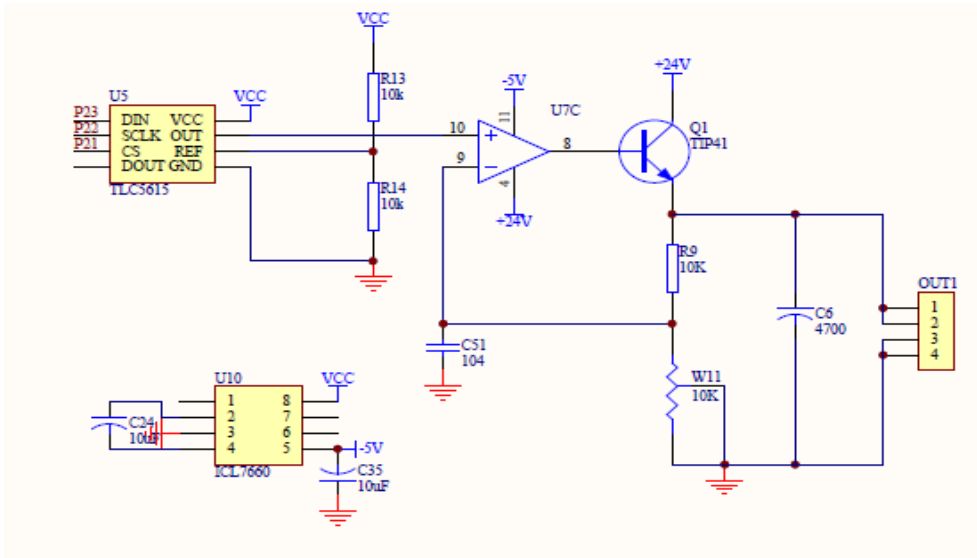 VCC
R13
10k
U5
VCC
P23
P22
P21
DIN VCC
SCLK OUT
CS REF
DOUT GND
TLC5615
R14
10k
-5V
11
U7C
10
9
8
4
+24V
+24V
Q1
TIP41
R9
10K
C51
104
W11
10K
C6
4700
OUT1
1
2
3
4
U10
VCC
1 8
2 7
3 6
4 5
ICL7660
C24
-5V
C35
10uF